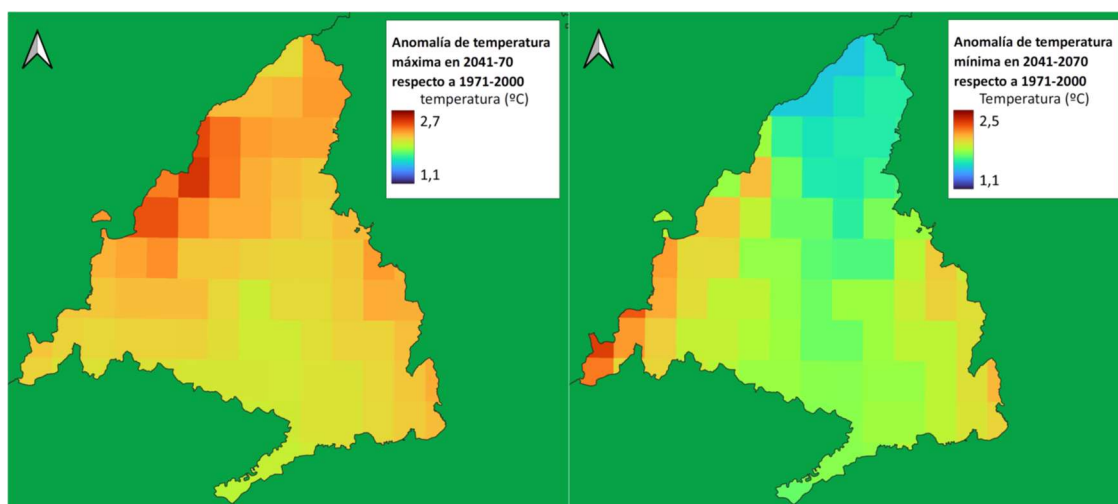 Anomalía de temperatura
máxima en 2041-70
respecto a 1971-2000
temperatura (ºC)
2,7
1,1
Anomalía de temperatura
mínima en 2041-2070
respecto a 1971-2000
Temperatura (ºC)
2,5
1,1